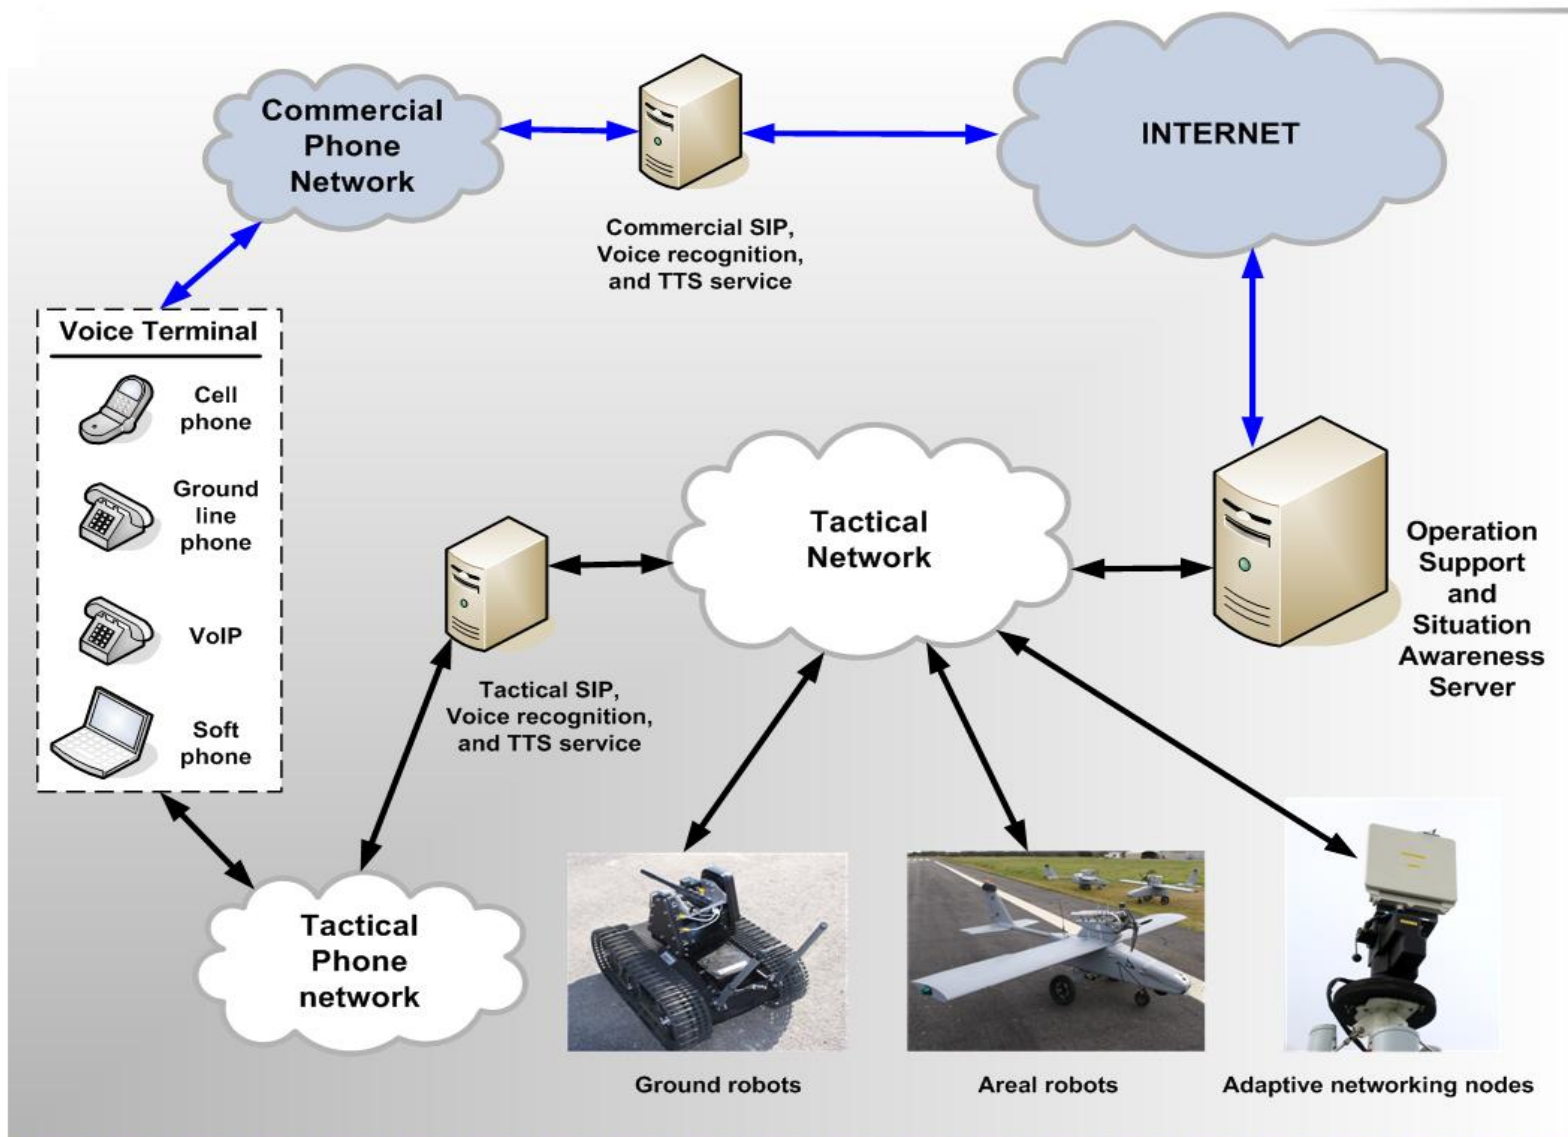 Commercial
Phone
Network
INTERNET
Commercial SIP,
Voice recognition,
and TTS service
Voice Terminal
Cell
phone
Ground
line
phone
VoIP
Soft
phone
Tactical
Network
Operation
Support
and
Situation
Awareness
Server
Tactical SIP,
Voice recognition,
and TTS service
Tactical
Phone
network
Ground robots
Areal robots
Adaptive networking nodes